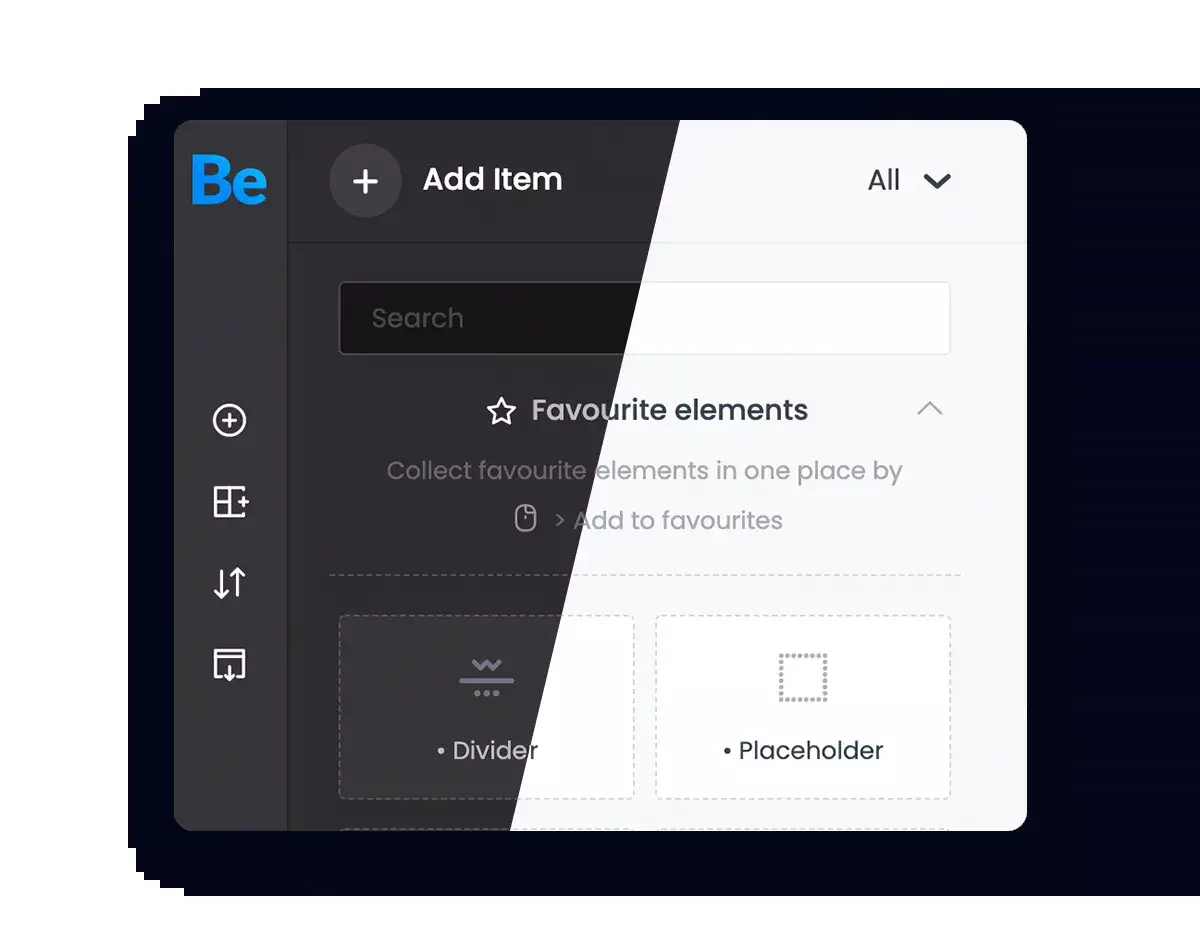 Be
Add Item
All
Search
Favourite elements
Collect favourite elements in one place by
> Add to favourites
• Divider
• Placeholder